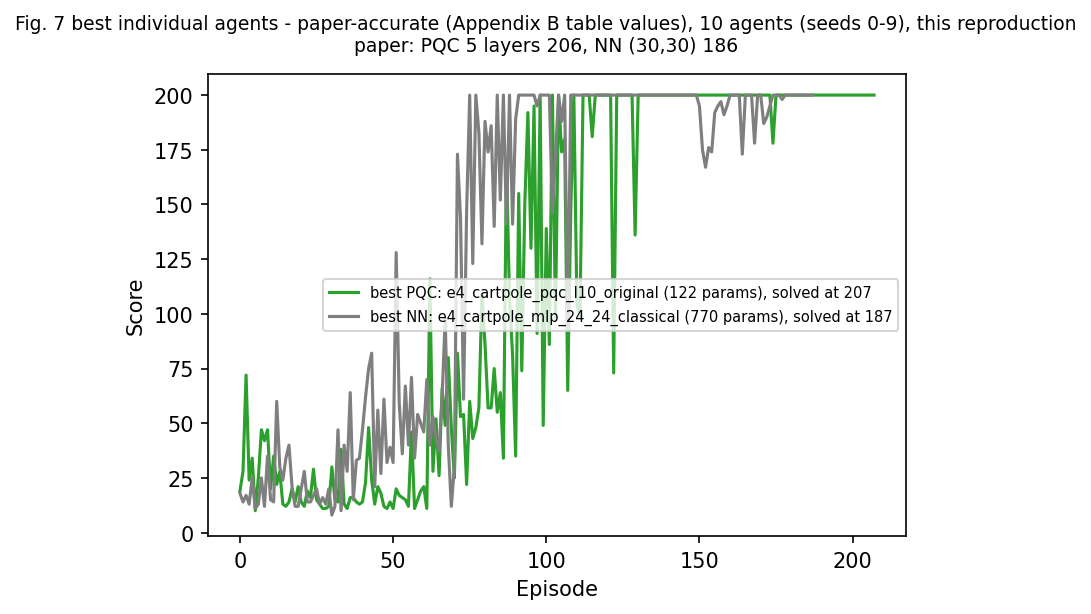 Fig. 7 best individual agents - paper-accurate (Appendix B table values), 10 agents (seeds 0-9), this reproduction
paper: PQC 5 layers 206, NN (30,30) 186
200
175
150
125
100
75
50
25
0
Score
best PQC: e4_cartpole_pqc_l10_original (122 params), solved at 207
best NN: e4_cartpole_mlp_24_24_classical (770 params), solved at 187
0 50 100 150 200
Episode